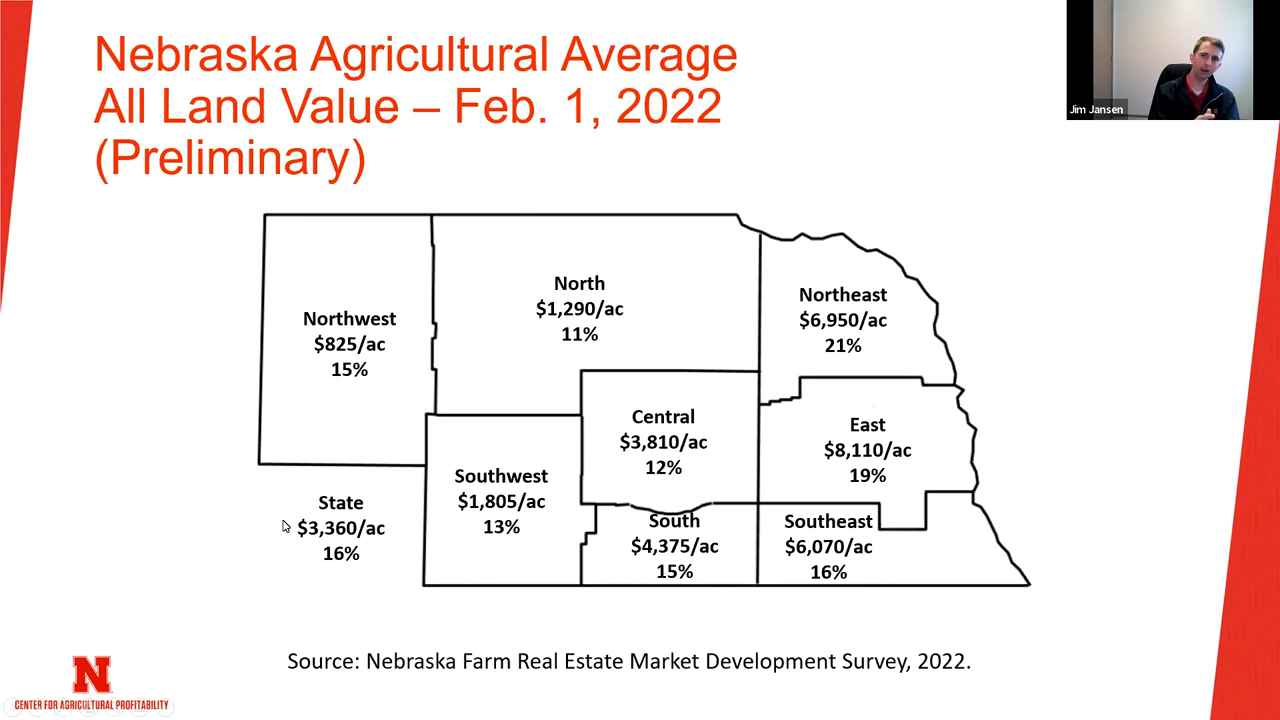 Nebraska Agricultural Average
All Land Value – Feb. 1, 2022
(Preliminary)
Jim Jansen
North
$1,290/ac
11%
Northeast
$6,950/ac
21%
Northwest
$825/ac
15%
Central
$3,810/ac
12%
East
$8,110/ac
19%
Southwest
$1,805/ac
13%
State
$3,360/ac
16%
South
$4,375/ac
15%
Southeast
$6,070/ac
16%
Source: Nebraska Farm Real Estate Market Development Survey, 2022.
N
CENTER FOR AGRICULTURAL PROFITABILITY